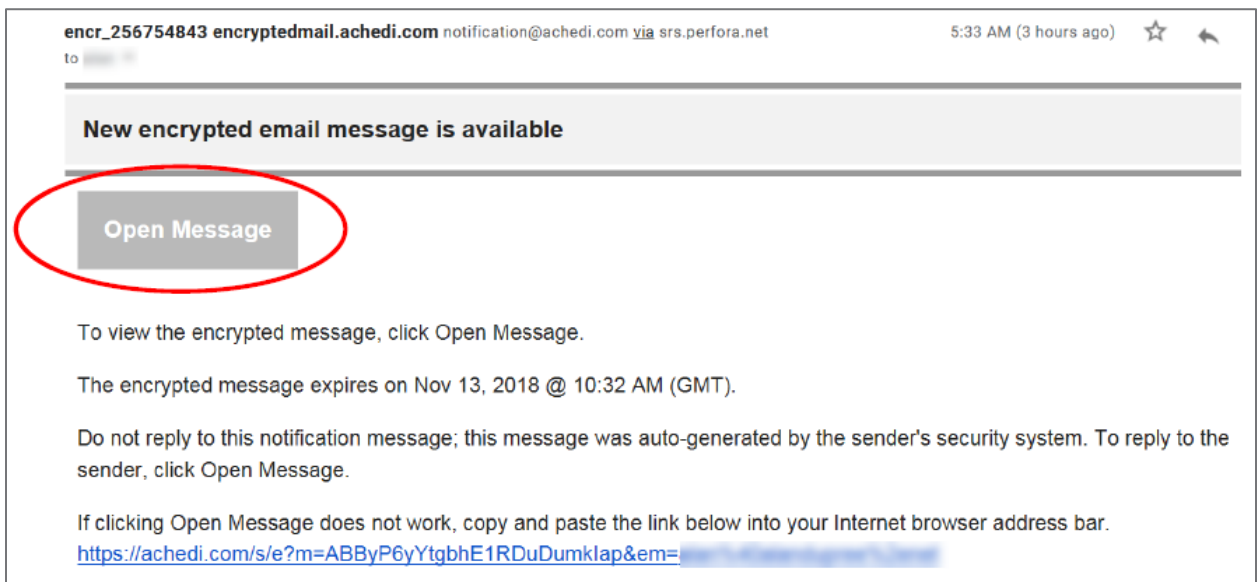 encr_256754843 encryptedmail.achedi.com notification@achedi.com via srs.perfora.net 5:33 AM (3 hours ago)
to
New encrypted email message is available
Open Message
To view the encrypted message, click Open Message.
The encrypted message expires on Nov 13, 2018 @ 10:32 AM (GMT).
Do not reply to this notification message; this message was auto-generated by the sender's security system. To reply to the
sender, click Open Message.
If clicking Open Message does not work, copy and paste the link below into your Internet browser address bar.
https://achedi.com/s/e?m=ABByP6yYtgbhE1RDuDumklap&em=